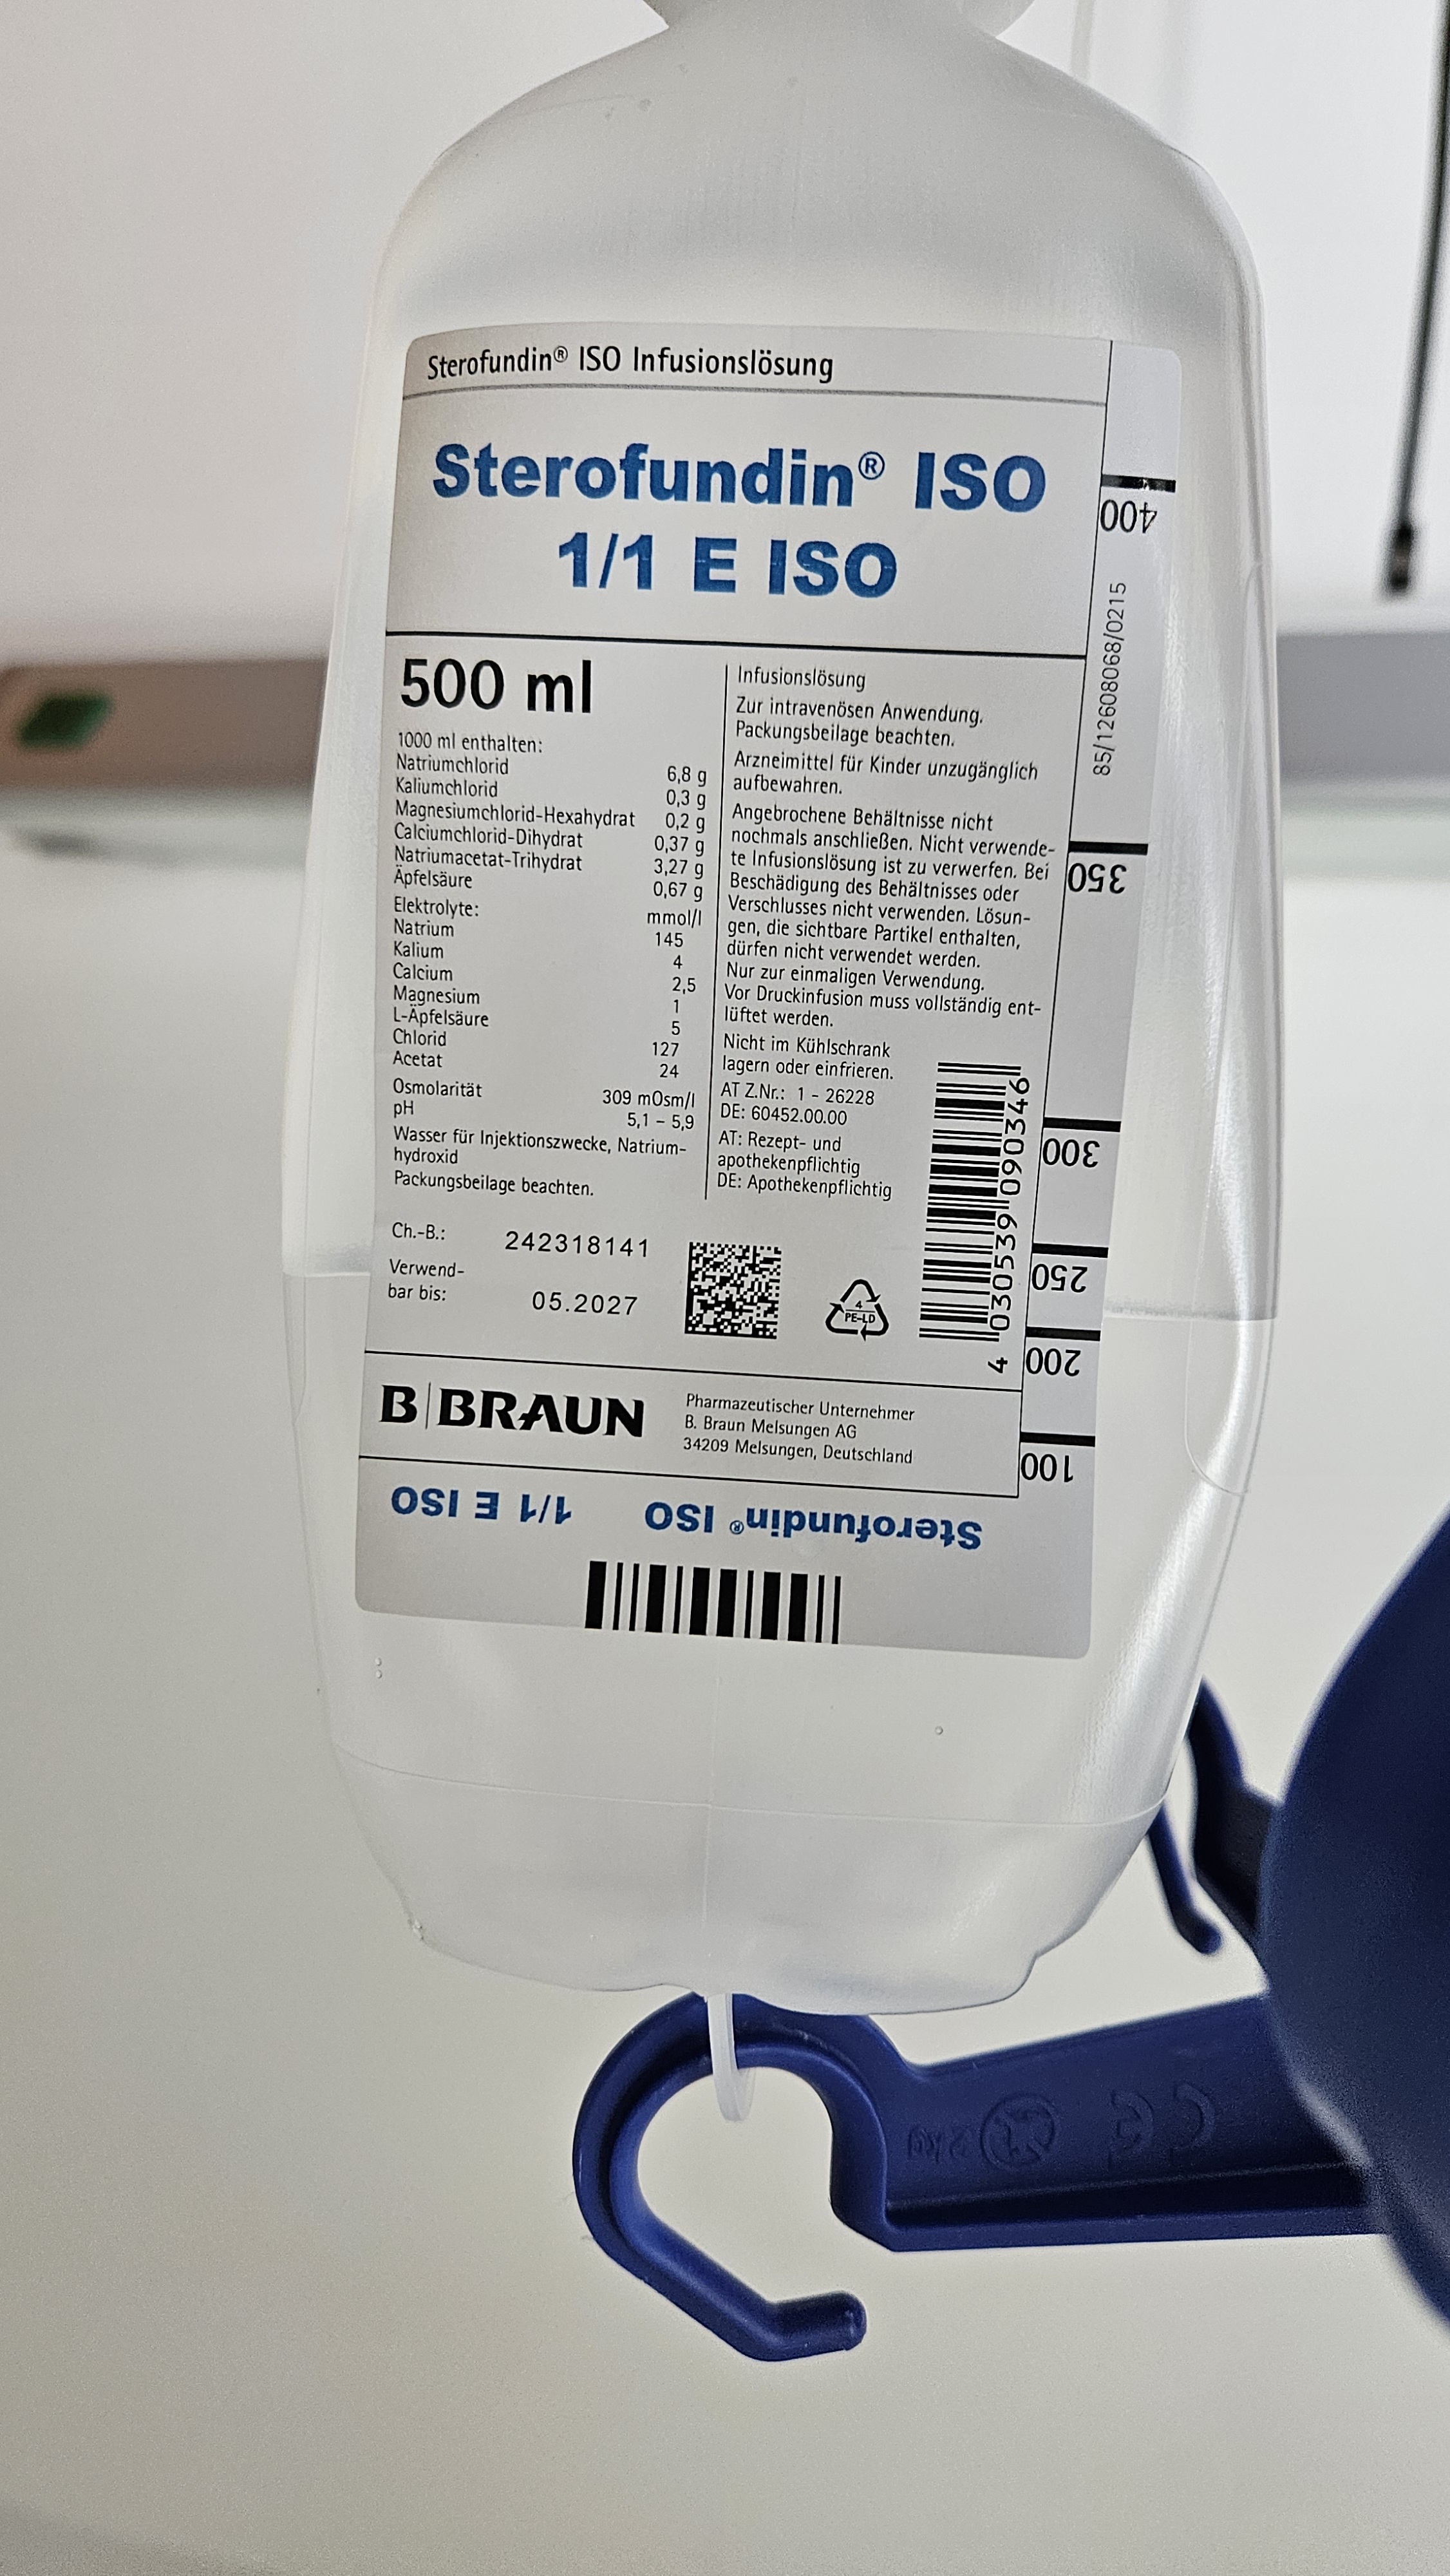 Sterofundin® ISO Infusionslösung
Sterofundin® ISO
1/1 E ISO
500 ml
1000 ml enthalten:
Natriumchlorid 6,8 g
Kaliumchlorid 0,3 g
Magnesiumchlorid-Hexahydrat 0,2 g
Calciumchlorid-Dihydrat 0,37 g
Natriumacetat-Trihydrat 3,27 g
Äpfelsäure 0,67 g
Elektrolyte: mmol/l
Natrium 145
Kalium 4
Calcium 2,5
Magnesium 1
L-Äpfelsäure 5
Chlorid 127
Acetat 24
Osmolarität 309 mOsm/l
pH 5,1 – 5,9
Wasser für Injektionszwecke, Natrium-
hydroxid
Packungsbeilage beachten.
Infusionslösung
Zur intravenösen Anwendung.
Packungsbeilage beachten.
Arzneimittel für Kinder unzugänglich
aufbewahren.
Angebrochene Behältnisse nicht
nochmals anschließen. Nicht verwende-
te Infusionslösung ist zu verwerfen. Bei
Beschädigung des Behältnisses oder
Verschlusses nicht verwenden. Lösun-
gen, die sichtbare Partikel enthalten,
dürfen nicht verwendet werden.
Nur zur einmaligen Verwendung.
Vor Druckinfusion muss vollständig ent-
lüftet werden.
Nicht im Kühlschrank
lagern oder einfrieren.
AT Z.Nr.: 1 - 26228
DE: 60452.00.00
AT: Rezept- und
apothekenpflichtig
DE: Apothekenpflichtig
4 030539 090346
Ch.-B.: 242318141
Verwend-
bar bis: 05.2027
4
PE-LD
400
85/12608068/0215
350
300
250
200
100
B|BRAUN
Pharmazeutischer Unternehmer
B. Braun Melsungen AG
34209 Melsungen, Deutschland
Sterofundin® ISO 1/1 E ISO
CE
2 kg